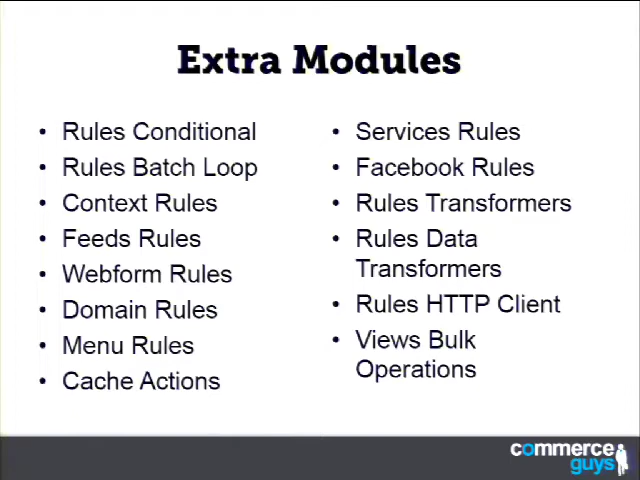 Extra Modules
• Rules Conditional
• Rules Batch Loop
• Context Rules
• Feeds Rules
• Webform Rules
• Domain Rules
• Menu Rules
• Cache Actions
• Services Rules
• Facebook Rules
• Rules Transformers
• Rules Data
Transformers
• Rules HTTP Client
• Views Bulk
Operations
commerce
guys